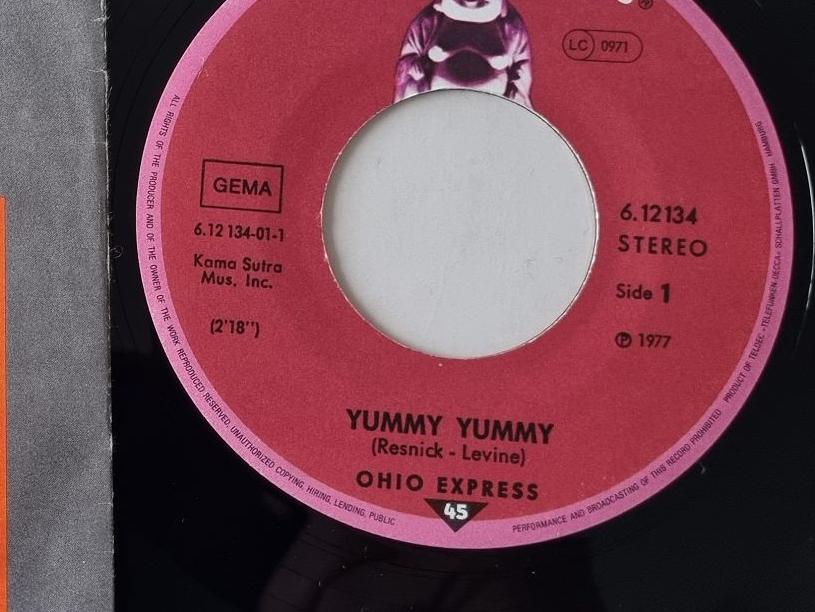 LC 0971
GEMA
6.12 134-01-1
Kama Sutra
Mus. Inc.
(2'18'')
6.12134
STEREO
Side 1
℗ 1977
YUMMY YUMMY
(Resnick - Levine)
OHIO EXPRESS
45
ALL RIGHTS OF THE PRODUCER AND OF THE OWNER OF THE WORK REPRODUCED RESERVED. UNAUTHORIZED COPYING, HIRING, LENDING, PUBLIC PERFORMANCE AND BROADCASTING OF THIS RECORD PROHIBITED PRODUCT OF TELDEC »TELEFUNKEN-DECCA« SCHALLPLATTEN GMBH HAMBURG